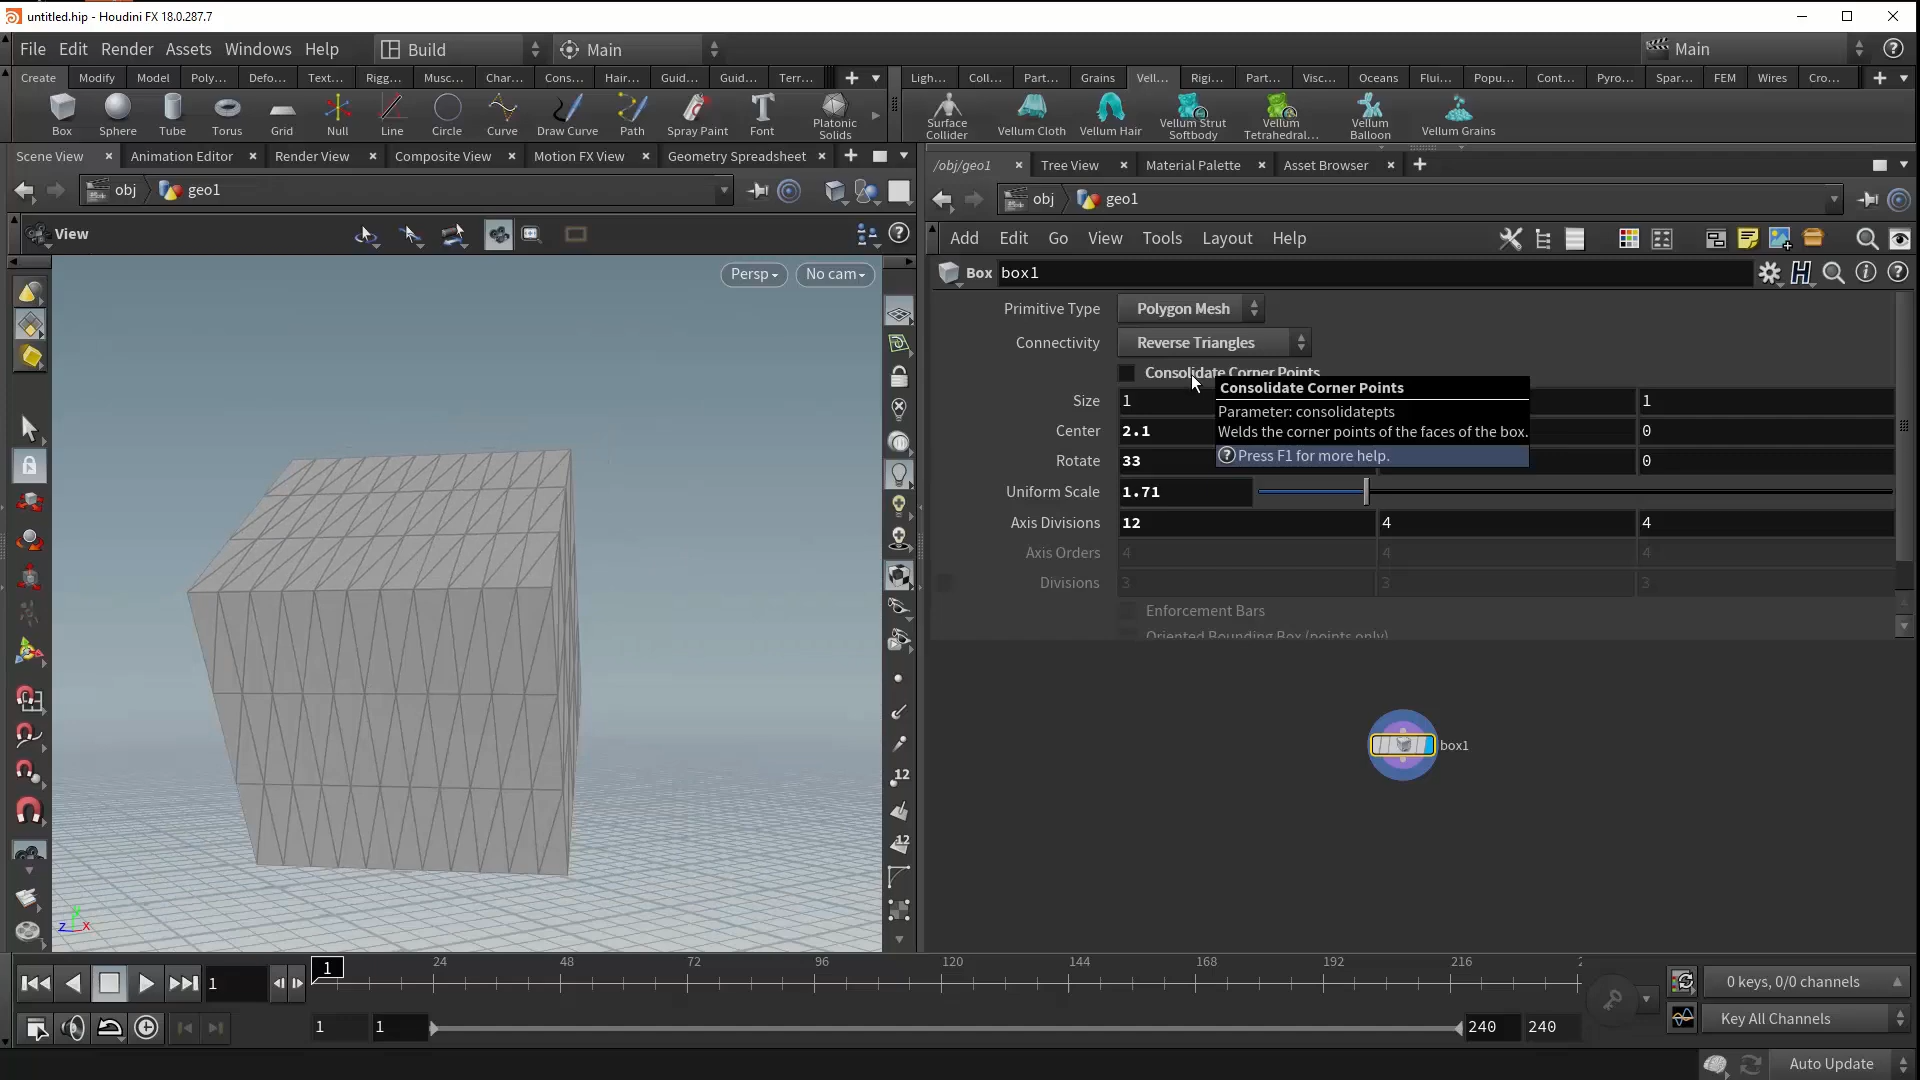 untitled.hip - Houdini FX 18.0.287.7
File Edit Render Assets Windows Help Build Main Main
Create Modify Model Poly... Defo... Text... Rigg... Musc... Char... Cons... Hair... Guid... Guid... Terr...
Ligh... Coll... Part... Grains Vell... Rigi... Part... Visc... Oceans Flui... Popu... Cont... Pyro... Spar... FEM Wires Cro...
Box Sphere Tube Torus Grid Null Line Circle Curve Draw Curve Path Spray Paint Font Platonic Solids
Surface Collider Vellum Cloth Vellum Hair Vellum Strut Softbody Vellum Tetrahedral... Vellum Balloon Vellum Grains
Scene View Animation Editor Render View Composite View Motion FX View Geometry Spreadsheet
/obj/geo1 Tree View Material Palette Asset Browser
obj geo1
obj geo1
View
Add Edit Go View Tools Layout Help
Persp No cam
Box box1
Primitive Type Polygon Mesh
Connectivity Reverse Triangles
Consolidate Corner Points
Consolidate Corner Points
Parameter: consolidatepts
Welds the corner points of the faces of the box.
Press F1 for more help.
Size 1 1
Center 2.1 0
Rotate 33 0
Uniform Scale 1.71
Axis Divisions 12 4 4
Axis Orders 4 4 4
Divisions 3 3 3
Enforcement Bars
Oriented Bounding Box (points only)
box1
12
12
z y x
1 1 24 48 72 96 120 144 168 192 216 2
0 keys, 0/0 channels
1 1 240 240
Key All Channels
Auto Update